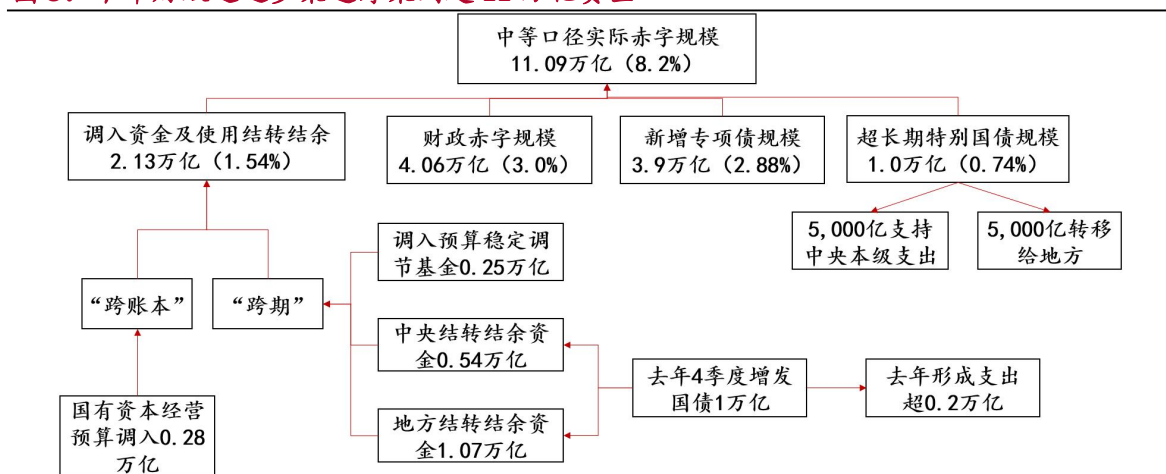 中等口径实际赤字规模
11.09万亿（8.2%）
调入资金及使用结转结余
2.13万亿（1.54%）
财政赤字规模
4.06万亿（3.0%）
新增专项债规模
3.9万亿（2.88%）
超长期特别国债规模
1.0万亿（0.74%）
5,000亿支持
中央本级支出
5,000亿转移
给地方
调入预算稳定调
节基金0.25万亿
“跨账本”
“跨期”
中央结转结余资
金0.54万亿
去年4季度增发
国债1万亿
去年形成支出
超0.2万亿
国有资本经营
预算调入0.28
万亿
地方结转结余资
金1.07万亿